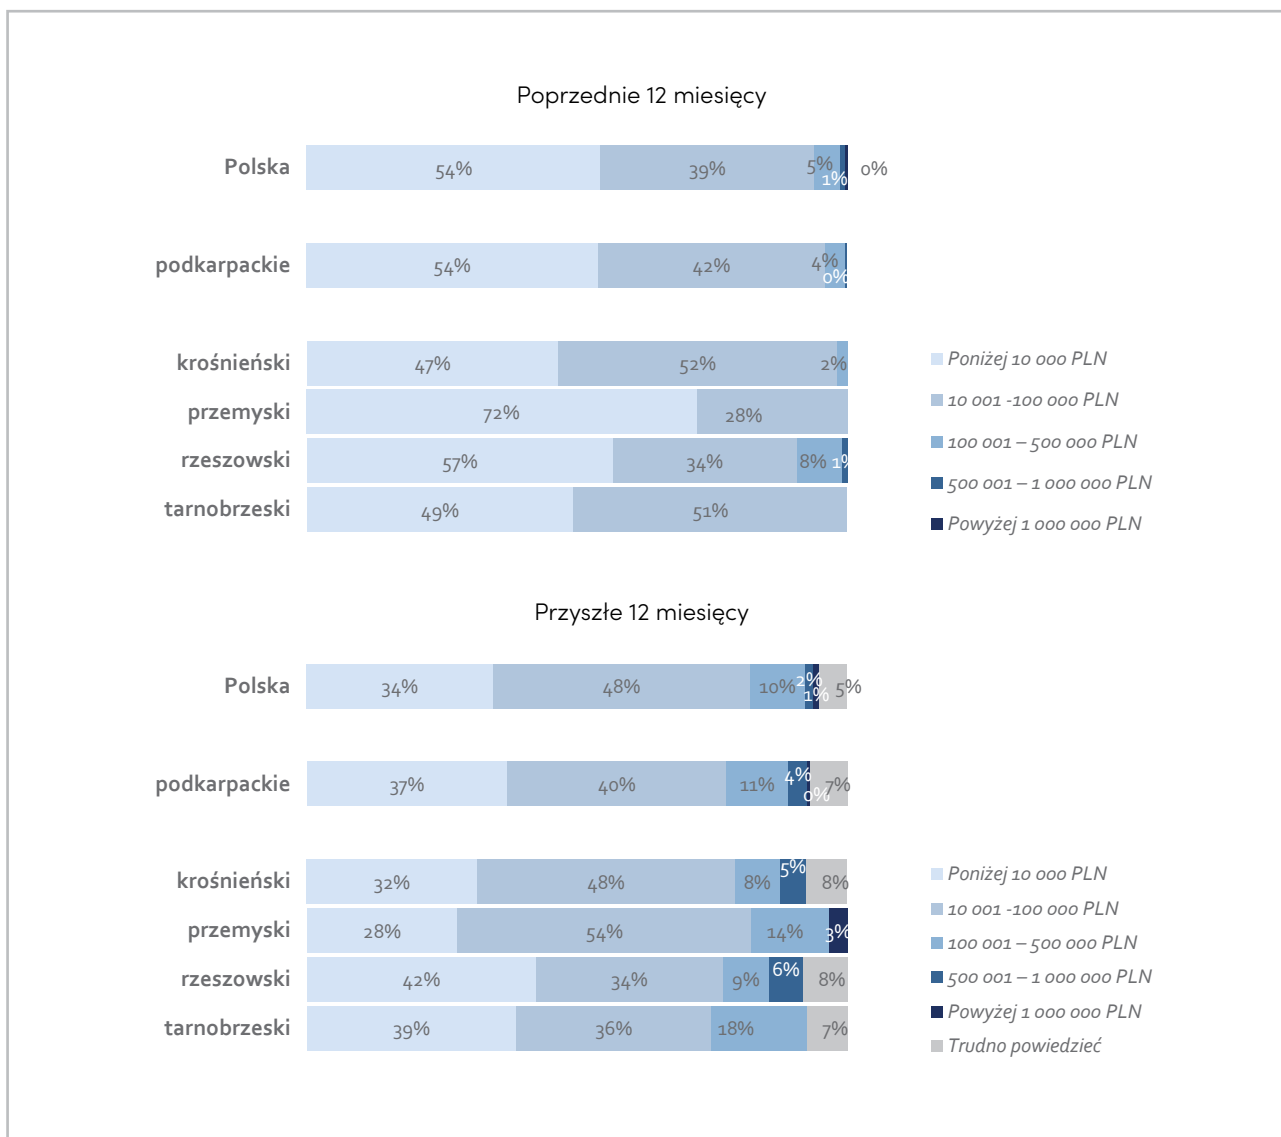 Poprzednie 12 miesięcy
Polska 54% 39% 5% 1% 0%
podkarpackie 54% 42% 4% 0%
krośnieński 47% 52% 2%
przemyski 72% 28%
rzeszowski 57% 34% 8% 1%
tarnobrzeski 49% 51%
Poniżej 10 000 PLN
10 001 -100 000 PLN
100 001 – 500 000 PLN
500 001 – 1 000 000 PLN
Powyżej 1 000 000 PLN
Przyszłe 12 miesięcy
Polska 34% 48% 10% 2% 1% 5%
podkarpackie 37% 40% 11% 4% 0% 7%
krośnieński 32% 48% 8% 5% 8%
przemyski 28% 54% 14% 3%
rzeszowski 42% 34% 9% 6% 8%
tarnobrzeski 39% 36% 18% 7%
Poniżej 10 000 PLN
10 001 -100 000 PLN
100 001 – 500 000 PLN
500 001 – 1 000 000 PLN
Powyżej 1 000 000 PLN
Trudno powiedzieć